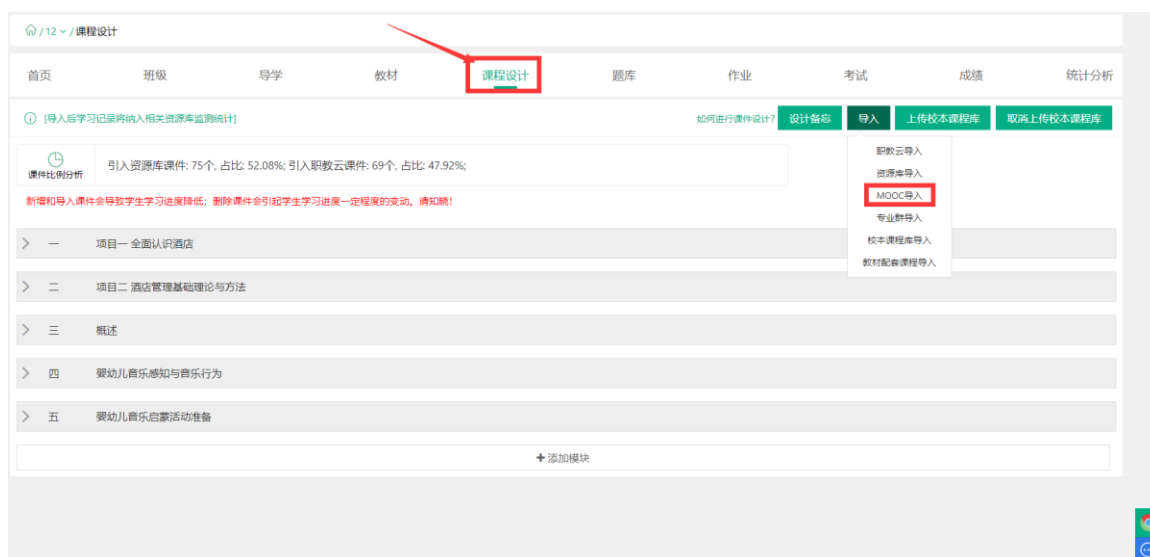 / 12 / 课程设计
首页 班级 导学 教材 课程设计 题库 作业 考试 成绩 统计分析
[导入后学习记录将纳入相关资源库监测统计] 如何进行课件设计? 设计备忘 导入 上传校本课程库 取消上传校本课程库
课件比例分析
引入资源库课件: 75个, 占比: 52.08%; 引入职教云课件: 69个, 占比: 47.92%;
新增和导入课件会导致学生学习进度降低；删除课件会引起学生学习进度一定程度的变动。请知晓！
职教云导入
资源库导入
MOOC导入
专业群导入
校本课程库导入
教材配套课程导入
一 项目一 全面认识酒店
二 项目二 酒店管理基础理论与方法
三 概述
四 婴幼儿音乐感知与音乐行为
五 婴幼儿音乐启蒙活动准备
+ 添加模块